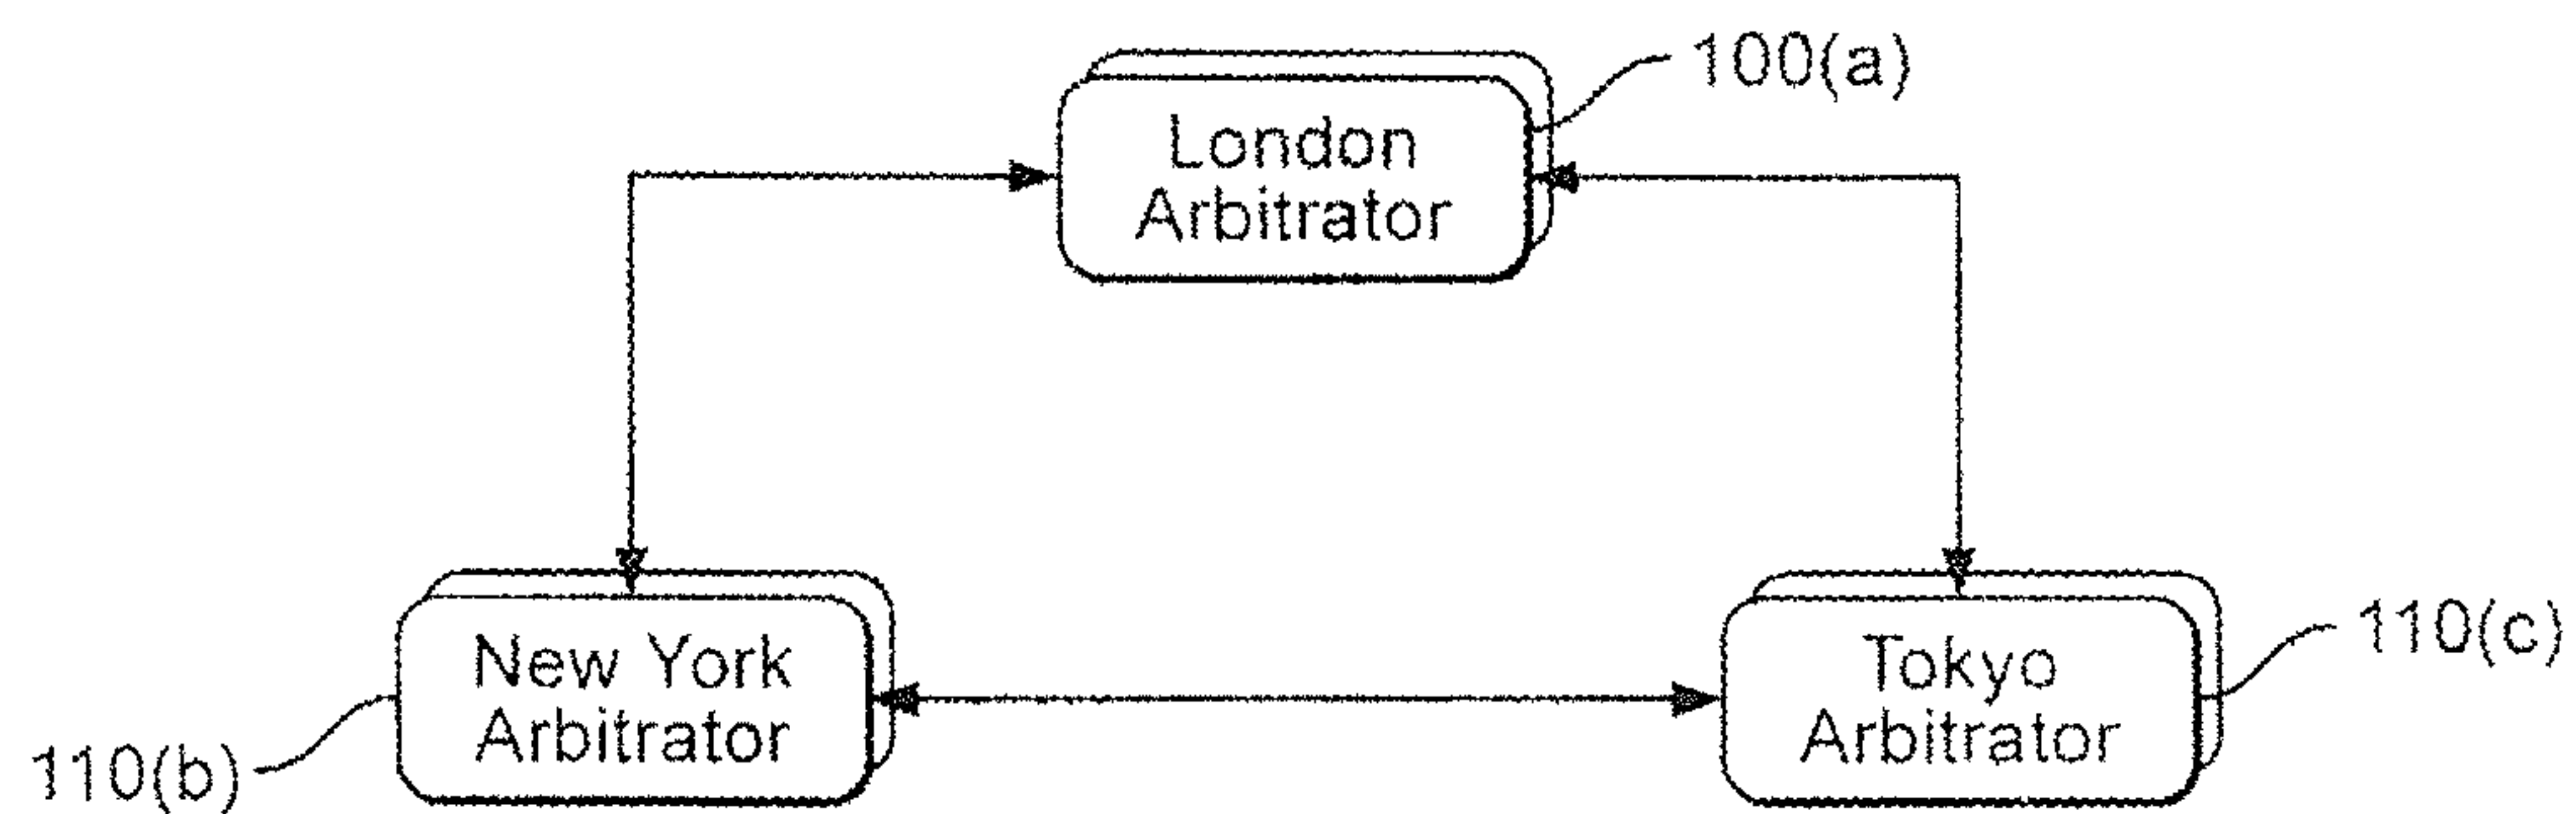 100(a)
London
Arbitrator
New York
Arbitrator
Tokyo
Arbitrator
110(c)
110(b)